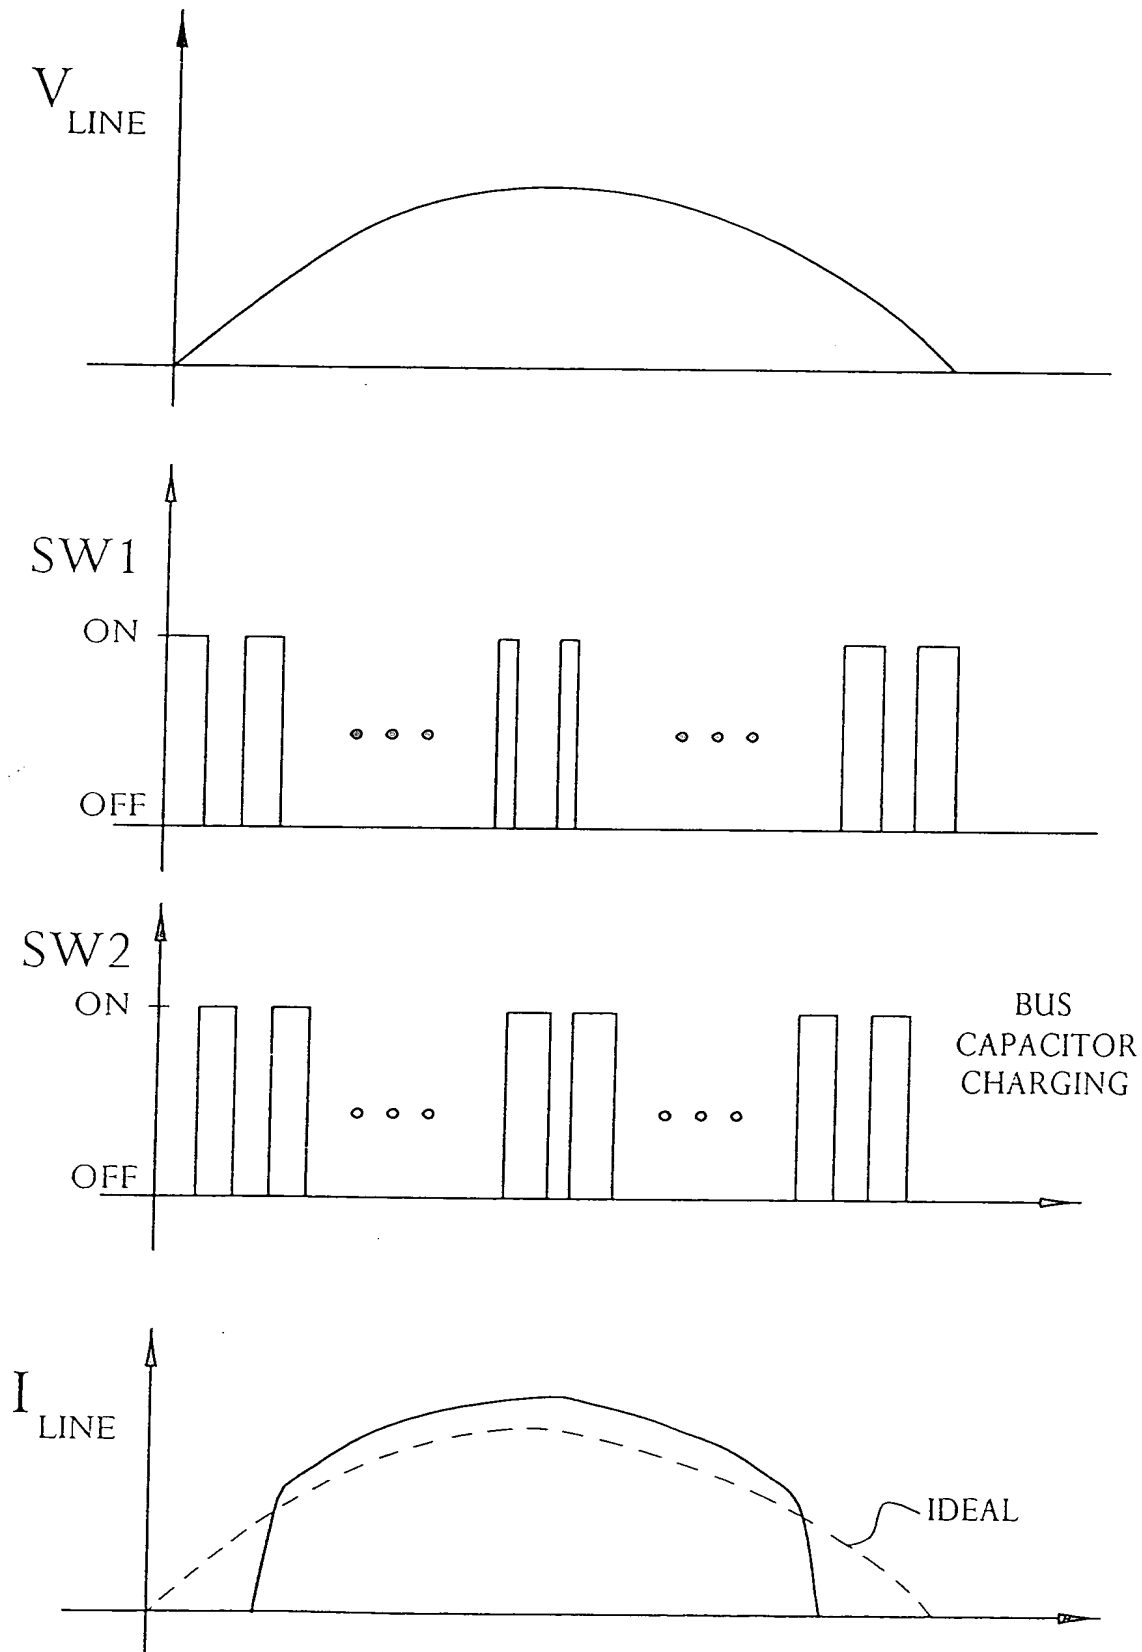 V
LINE
SW1
ON
OFF
SW2
ON
OFF
BUS
CAPACITOR
CHARGING
I
LINE
IDEAL